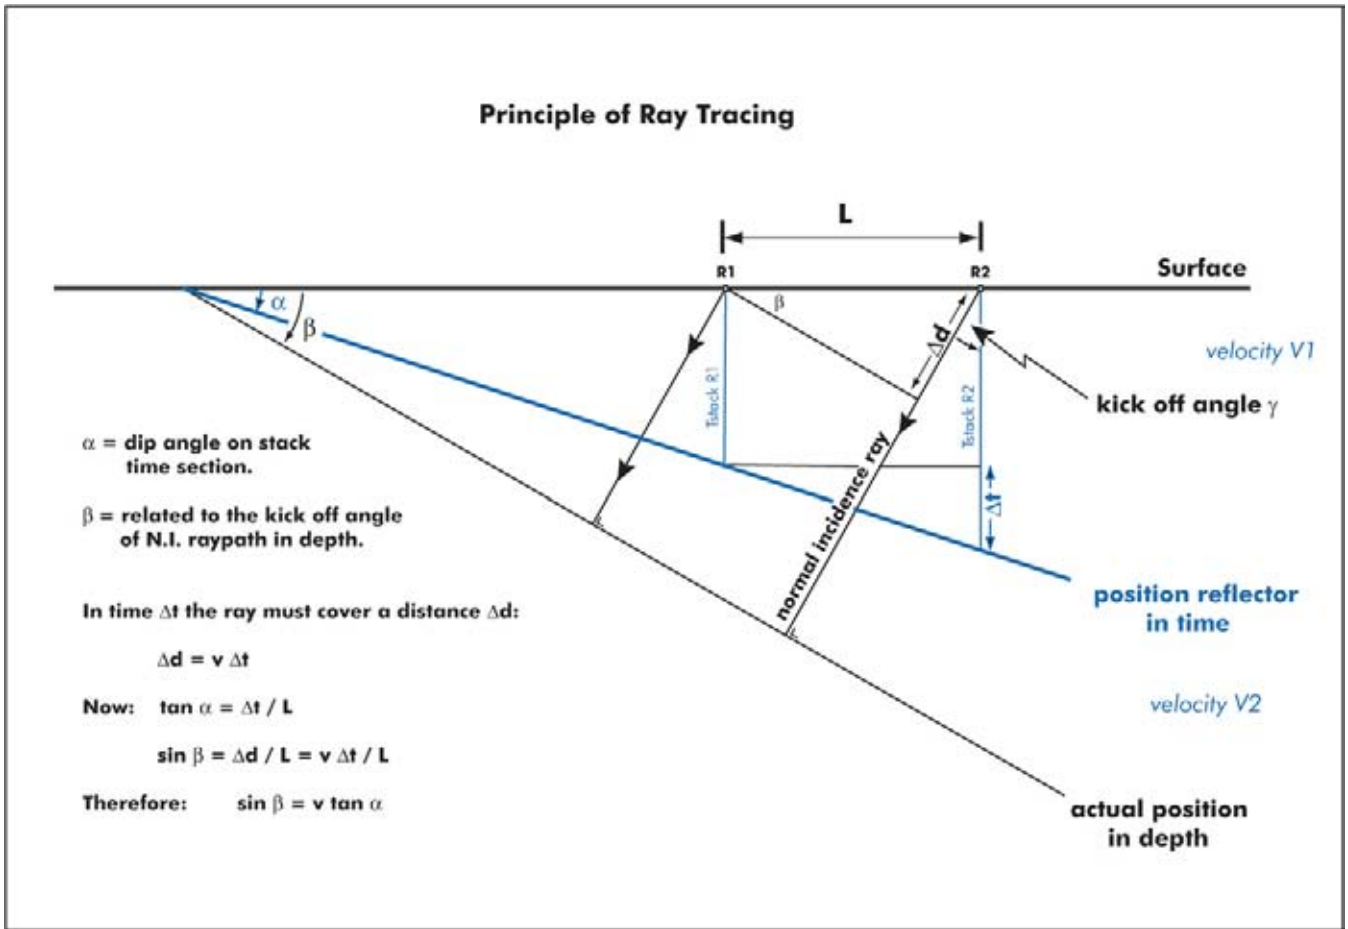 Principle of Ray Tracing
L
R1
R2
Surface
α
β
β
Δd
velocity V1
kick off angle γ
Tstack R1
Tstack R2
α = dip angle on stack
time section.
normal incidence ray
Δt
β = related to the kick off angle
of N.I. raypath in depth.
position reflector
in time
In time Δt the ray must cover a distance Δd:
Δd = v Δt
velocity V2
Now: tan α = Δt / L
sin β = Δd / L = v Δt / L
Therefore: sin β = v tan α
actual position
in depth